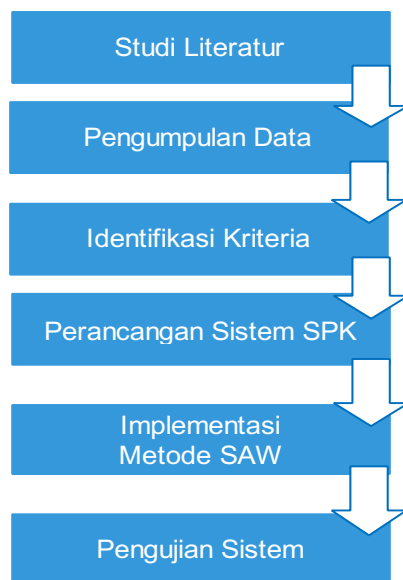 Studi Literatur
Pengumpulan Data
Identifikasi Kriteria
Perancangan Sistem SPK
Implementasi
Metode SAW
Pengujian Sistem